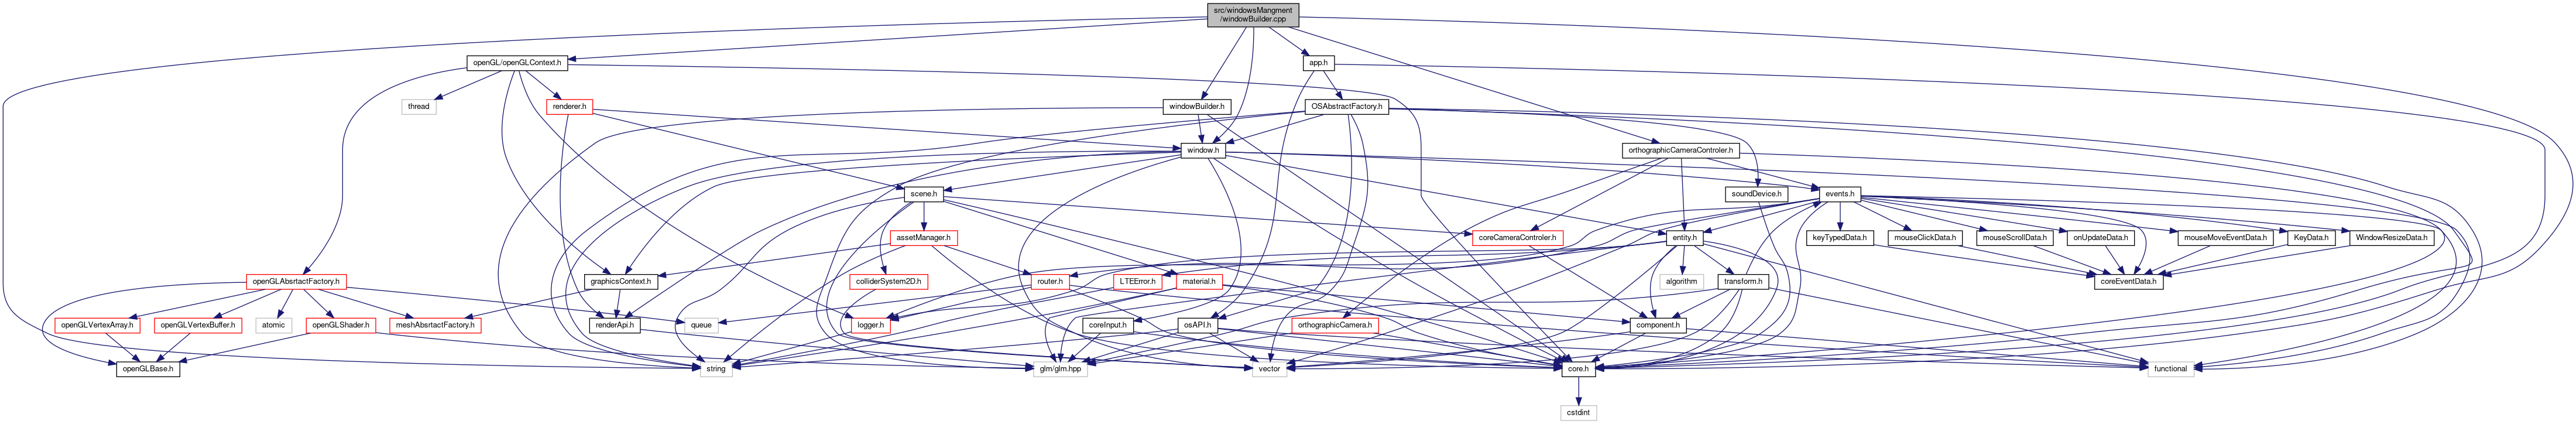 src/windowsMangment
/windowBuilder.cpp
openGL/openGLContext.h
app.h
thread
renderer.h
windowBuilder.h
OSAbstractFactory.h
window.h
orthographicCameraControler.h
scene.h
soundDevice.h
events.h
assetManager.h
coreCameraControler.h
entity.h
keyTypedData.h
mouseClickData.h
mouseScrollData.h
onUpdateData.h
mouseMoveEventData.h
KeyData.h
WindowResizeData.h
openGLAbsrtactFactory.h
graphicsContext.h
colliderSystem2D.h
router.h
LTEError.h
material.h
algorithm
transform.h
coreEventData.h
openGLVertexArray.h
openGLVertexBuffer.h
atomic
openGLShader.h
meshAbsrtactFactory.h
renderApi.h
queue
logger.h
coreInput.h
osAPI.h
orthographicCamera.h
component.h
openGLBase.h
string
glm/glm.hpp
vector
core.h
functional
cstdint